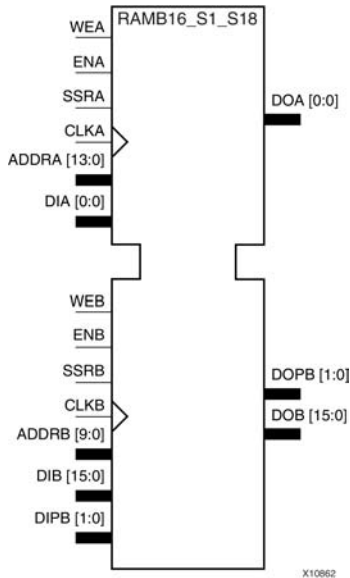 RAMB16_S1_S18
WEA
ENA
SSRA
DOA [0:0]
CLKA
ADDRA [13:0]
DIA [0:0]
WEB
ENB
SSRB
DOPB [1:0]
CLKB
DOB [15:0]
ADDRB [9:0]
DIB [15:0]
DIPB [1:0]
X10862